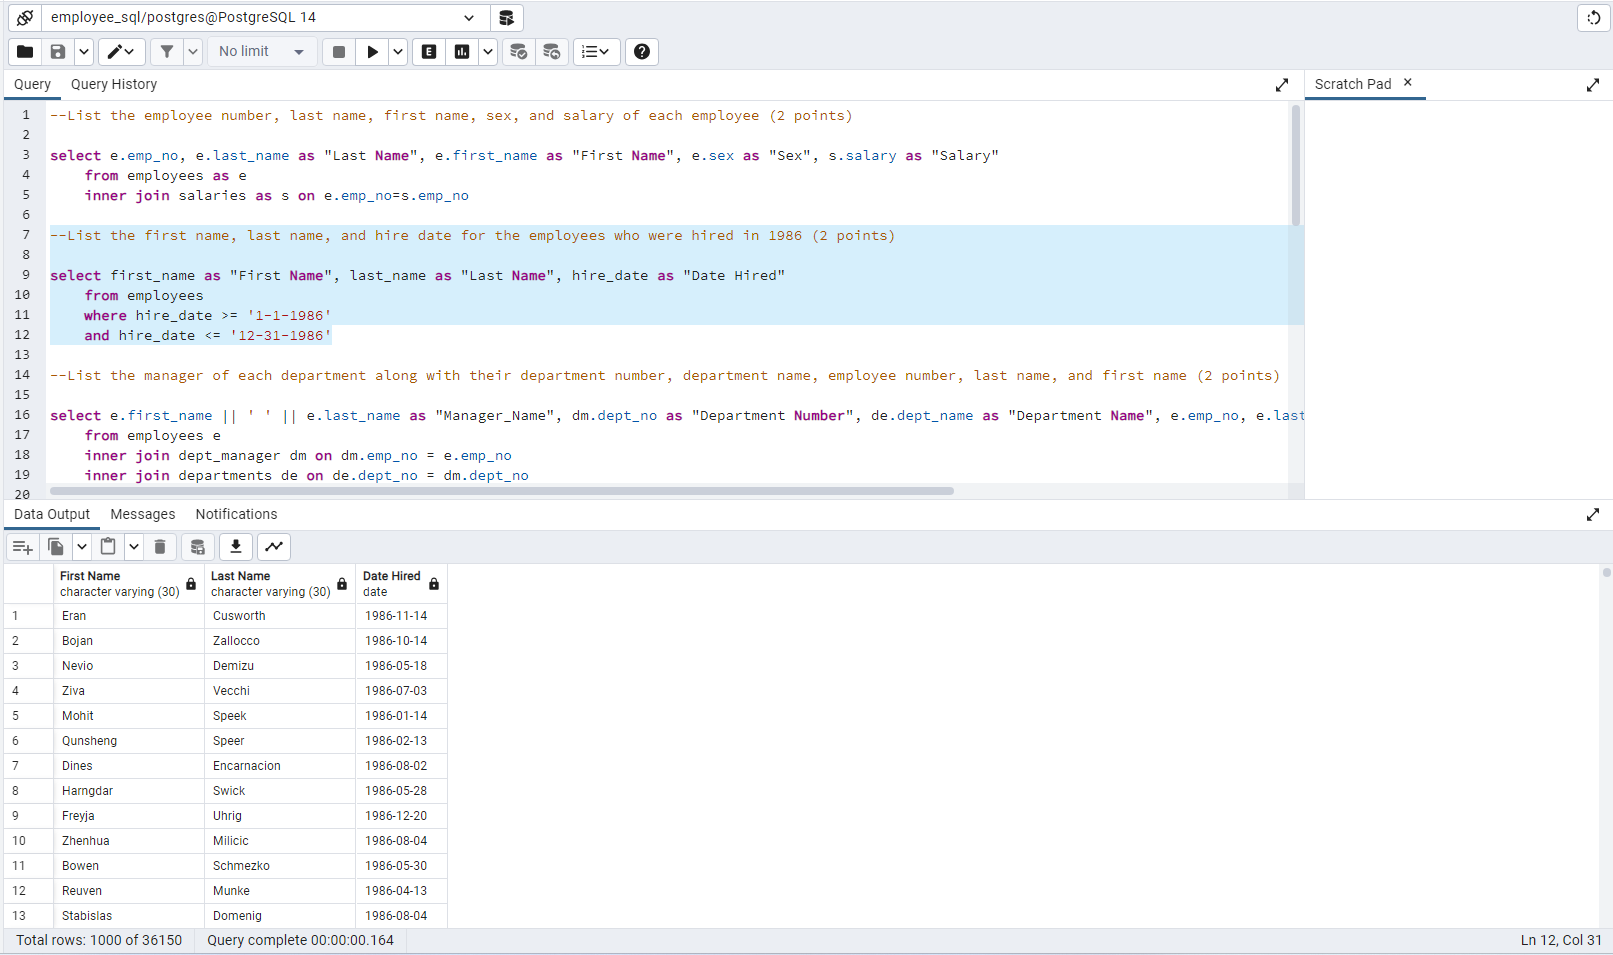 employee_sql/postgres@PostgreSQL 14
No limit
E
Query Query History
Scratch Pad ×
1 --List the employee number, last name, first name, sex, and salary of each employee (2 points)
2
3 select e.emp_no, e.last_name as "Last Name", e.first_name as "First Name", e.sex as "Sex", s.salary as "Salary"
4 from employees as e
5 inner join salaries as s on e.emp_no=s.emp_no
6
7 --List the first name, last name, and hire date for the employees who were hired in 1986 (2 points)
8
9 select first_name as "First Name", last_name as "Last Name", hire_date as "Date Hired"
10 from employees
11 where hire_date >= '1-1-1986'
12 and hire_date <= '12-31-1986'
13
14 --List the manager of each department along with their department number, department name, employee number, last name, and first name (2 points)
15
16 select e.first_name || ' ' || e.last_name as "Manager_Name", dm.dept_no as "Department Number", de.dept_name as "Department Name", e.emp_no, e.last
17 from employees e
18 inner join dept_manager dm on dm.emp_no = e.emp_no
19 inner join departments de on de.dept_no = dm.dept_no
20
Data Output Messages Notifications
First Name Last Name Date Hired
character varying (30) character varying (30) date
1 Eran Cusworth 1986-11-14
2 Bojan Zallocco 1986-10-14
3 Nevio Demizu 1986-05-18
4 Ziva Vecchi 1986-07-03
5 Mohit Speek 1986-01-14
6 Qunsheng Speer 1986-02-13
7 Dines Encarnacion 1986-08-02
8 Harngdar Swick 1986-05-28
9 Freyja Uhrig 1986-12-20
10 Zhenhua Milicic 1986-08-04
11 Bowen Schmezko 1986-05-30
12 Reuven Munke 1986-04-13
13 Stabislas Domenig 1986-08-04
Total rows: 1000 of 36150 Query complete 00:00:00.164 Ln 12, Col 31